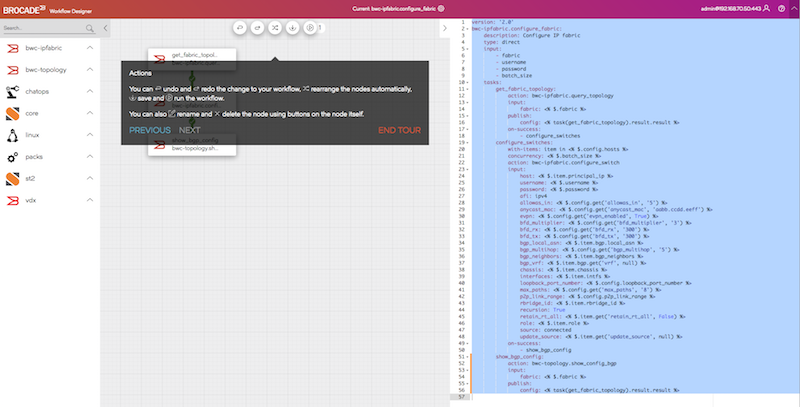 BROCADE Workflow Designer
Current: bwc-ipfabric.configure_fabric
admin@192.168.70.50:443
Search...
1
bwc-ipfabric
bwc-topology
chatops
core
linux
packs
st2
vdx
get_fabric_topol...
bwc-topology.sh...
Actions
You can undo and redo the change to your workflow, rearrange the nodes automatically,
save and run the workflow.
You can also rename and delete the node using buttons on the node itself.
PREVIOUS NEXT END TOUR
1 version: '2.0'
2 bwc-ipfabric.configure_fabric:
3 description: Configure IP fabric
4 type: direct
5 input:
6 - fabric
7 - username
8 - password
9 - batch_size
10 tasks:
11 get_fabric_topology:
12 action: bwc-ipfabric.query_topology
13 input:
14 fabric: <% $.fabric %>
15 publish:
16 config: <% task(get_fabric_topology).result.result %>
17 on-success:
18 - configure_switches
19 configure_switches:
20 with-items: item in <% $.config.hosts %>
21 concurrency: <% $.batch_size %>
22 action: bwc-ipfabric.configure_switch
23 input:
24 host: <% $.item.principal_ip %>
25 username: <% $.username %>
26 password: <% $.password %>
27 afi: ipv4
28 allowas_in: <% $.config.get('allowas_in', '5') %>
29 anycast_mac: <% $.config.get('anycast_mac', 'aabb.ccdd.eeff') %>
30 evpn: <% $.config.get('evpn_enabled', True) %>
31 bfd_multiplier: <% $.config.get('bfd_multiplier', '3') %>
32 bfd_rx: <% $.config.get('bfd_rx', '300') %>
33 bfd_tx: <% $.config.get('bfd_tx', '300') %>
34 bgp_local_asn: <% $.item.bgp.local_asn %>
35 bgp_multihop: <% $.config.get('bgp_multihop', '5') %>
36 bgp_neighbors: <% $.item.bgp.neighbors %>
37 bgp_vrf: <% $.item.bgp.get('vrf', null) %>
38 chassis: <% $.item.chassis %>
39 interfaces: <% $.item.intfs %>
40 loopback_port_number: <% $.config.loopback_port_number %>
41 max_paths: <% $.config.get('max_paths', '8') %>
42 p2p_link_range: <% $.config.p2p_link_range %>
43 rbridge_id: <% $.item.rbridge_id %>
44 recursion: True
45 retain_rt_all: <% $.item.get('retain_rt_all', False) %>
46 role: <% $.item.role %>
47 source: connected
48 update_source: <% $.item.get('update_source', null) %>
49 on-success:
50 - show_bgp_config
51 show_bgp_config:
52 action: bwc-topology.show_config_bgp
53 input:
54 fabric: <% $.fabric %>
55 publish:
56 config: <% task(get_fabric_topology).result.result %>
57